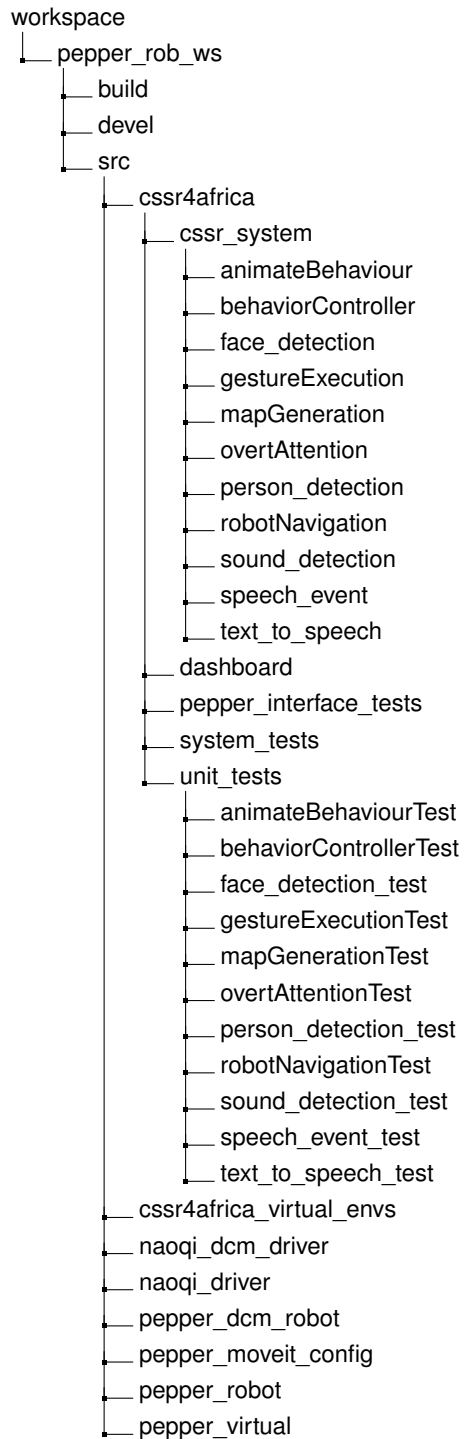 workspace
pepper_rob_ws
build
devel
src
cssr4africa
cssr_system
animateBehaviour
behaviorController
face_detection
gestureExecution
mapGeneration
overtAttention
person_detection
robotNavigation
sound_detection
speech_event
text_to_speech
dashboard
pepper_interface_tests
system_tests
unit_tests
animateBehaviourTest
behaviorControllerTest
face_detection_test
gestureExecutionTest
mapGenerationTest
overtAttentionTest
person_detection_test
robotNavigationTest
sound_detection_test
speech_event_test
text_to_speech_test
cssr4africa_virtual_envs
naoqi_dcm_driver
naoqi_driver
pepper_dcm_robot
pepper_moveit_config
pepper_robot
pepper_virtual